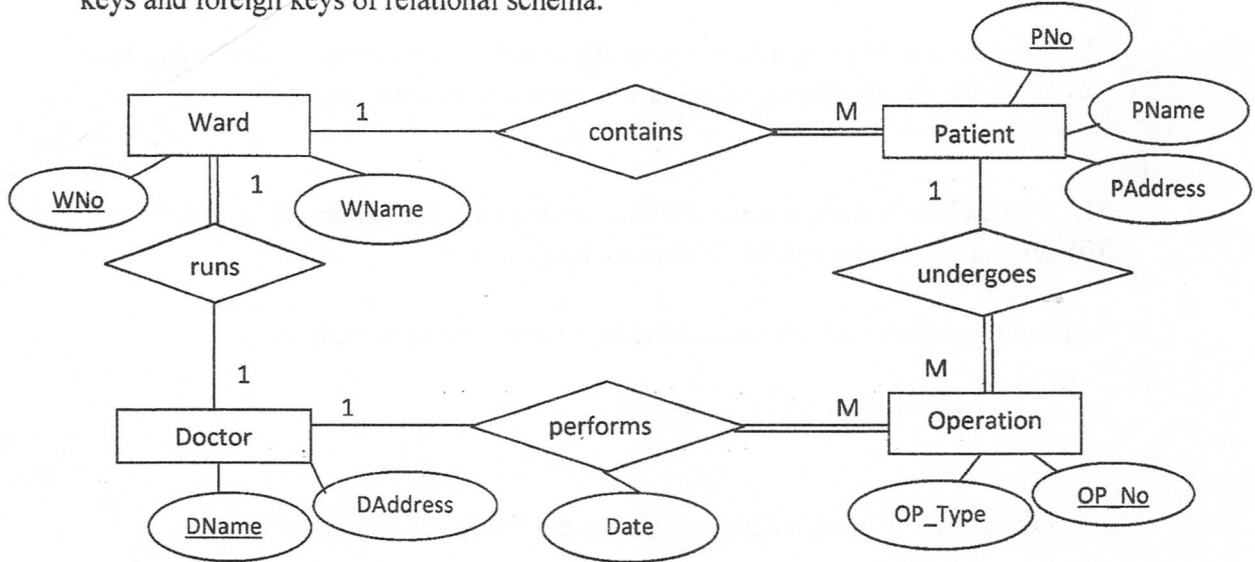 keys and foreign keys of relational schema.
PNo
Ward
1
contains
M
Patient
PName
WNo
1
WName
1
PAddress
runs
undergoes
1
M
Doctor
1
performs
M
Operation
DName
DAddress
Date
OP_Type
OP_No